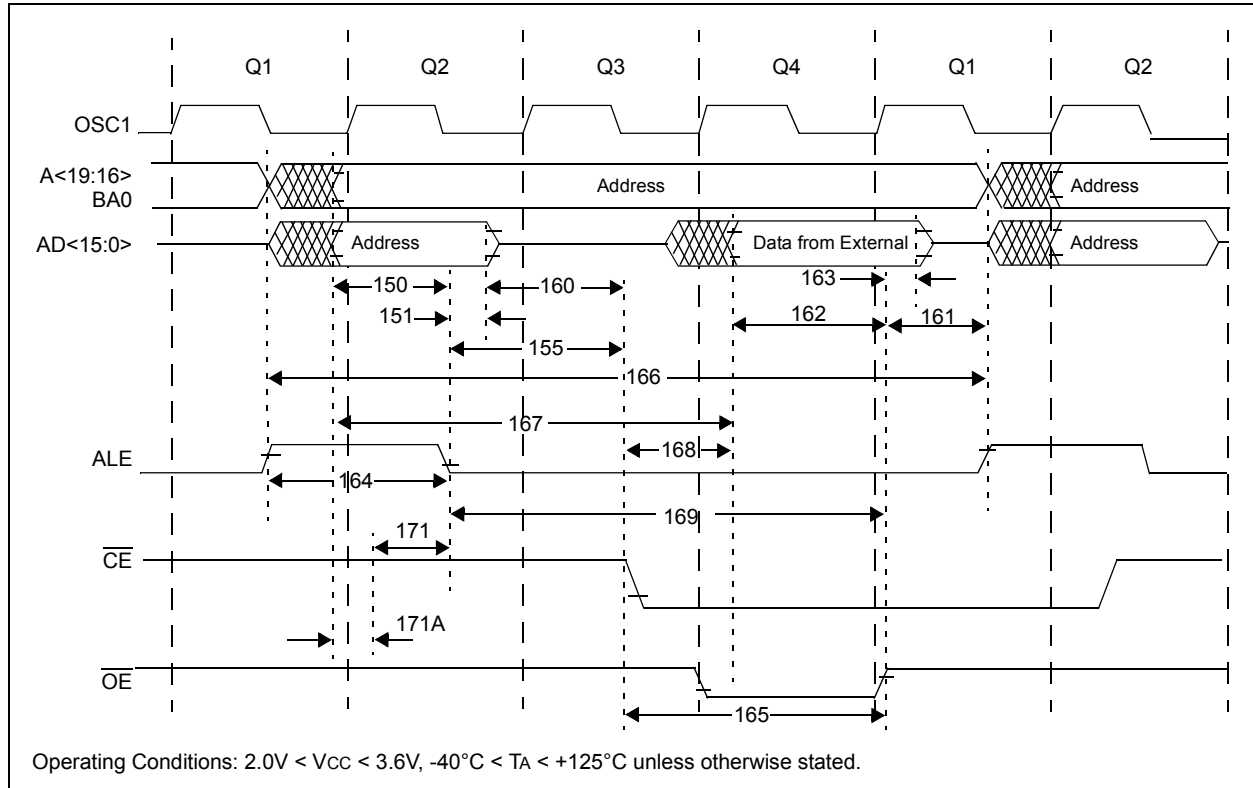 Q1 Q2 Q3 Q4 Q1 Q2
OSC1
A<19:16>
BA0
Address
Address
AD<15:0>
Address
Data from External
Address
150
160
163
151
162
161
155
166
167
168
ALE
164
169
171
CE
171A
OE
165
Operating Conditions: 2.0V < VCC < 3.6V, -40°C < TA < +125°C unless otherwise stated.